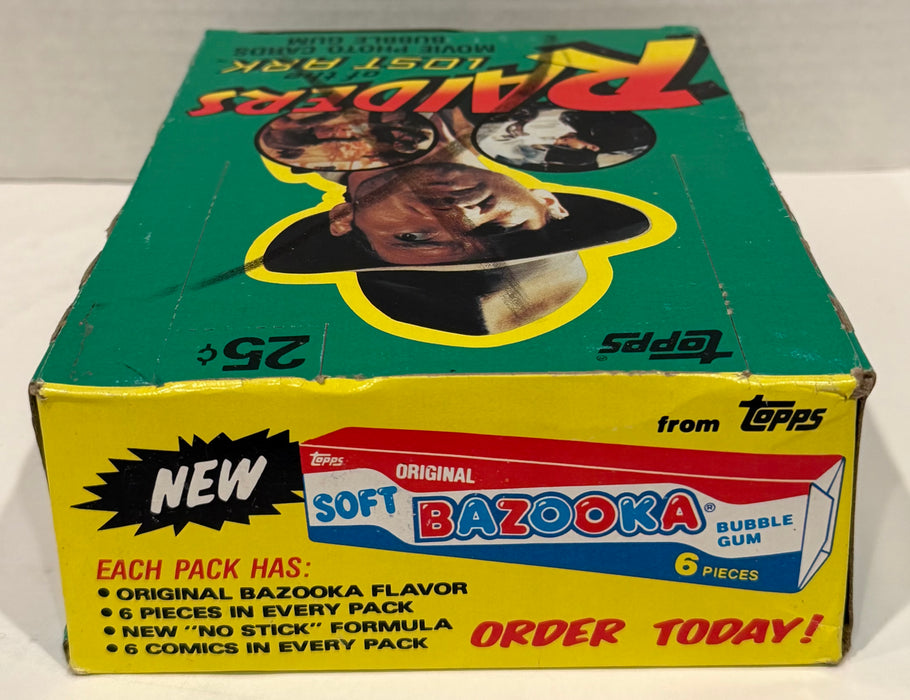 MOVIE PHOTO CARDS
BUBBLE GUM
RAIDERS
of the
LOST ARK™
25¢
topps
from topps
NEW
topps
ORIGINAL
SOFT BAZOOKA®
BUBBLE
GUM
6 PIECES
EACH PACK HAS:
• ORIGINAL BAZOOKA FLAVOR
• 6 PIECES IN EVERY PACK
• NEW "NO STICK" FORMULA
• 6 COMICS IN EVERY PACK
ORDER TODAY!